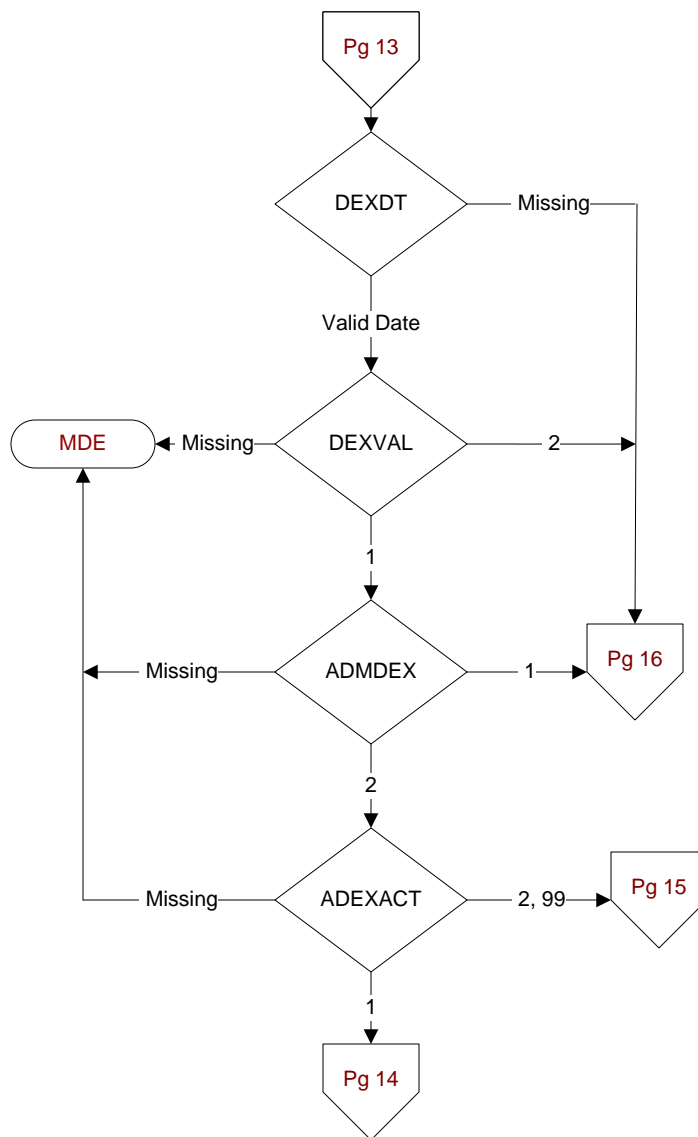 Pg 13
DEXDT
Missing
Valid Date
MDE
Missing
DEXVAL
2
1
Missing
ADMDEX
1
Pg 16
2
Missing
ADEXACT
2, 99
Pg 15
1
Pg 14